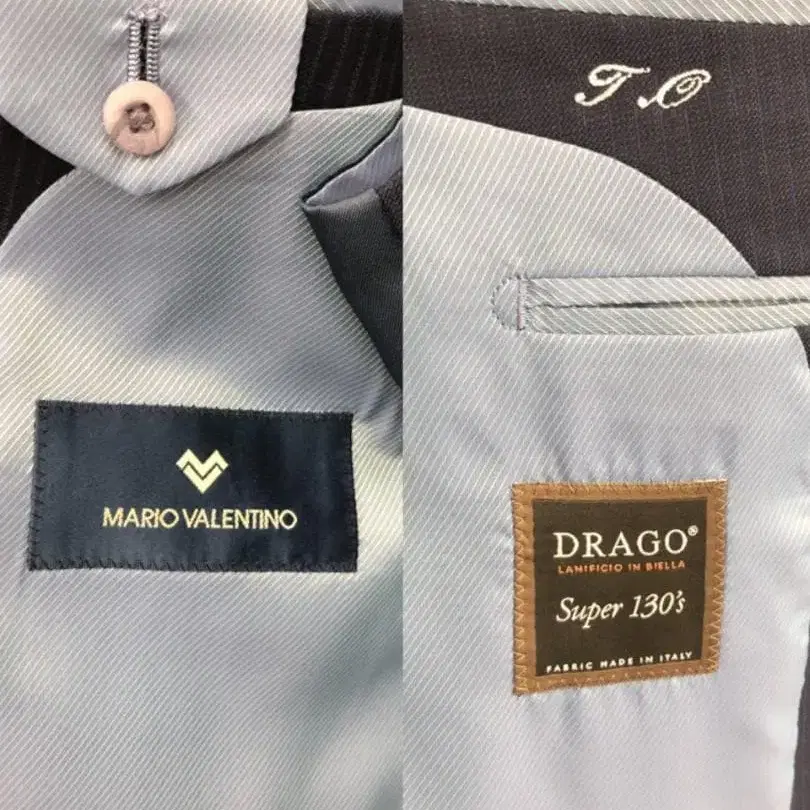 T.O
MARIO VALENTINO
DRAGO®
LANIFICIO IN BIELLA
Super 130's
FABRIC MADE IN ITALY